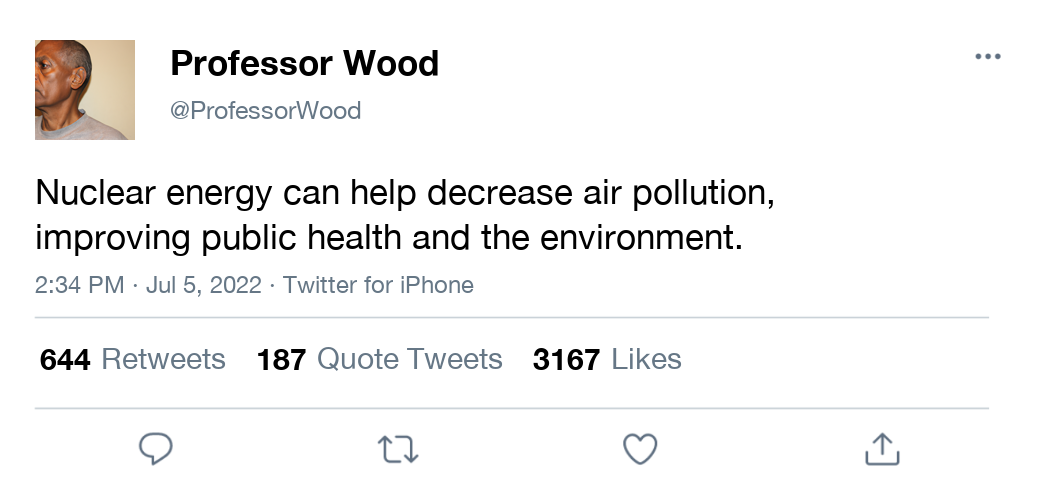 Professor Wood
@ProfessorWood
Nuclear energy can help decrease air pollution,
improving public health and the environment.
2:34 PM · Jul 5, 2022 · Twitter for iPhone
644 Retweets 187 Quote Tweets 3167 Likes